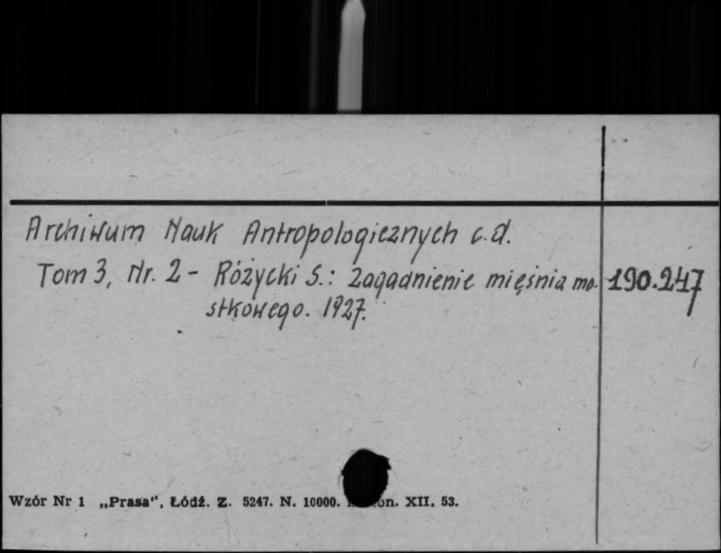 Archiwum Nauk Antropologicznych c.d.
Tom 3, Nr. 2 - Różycki S.: Zagadnienie mięśnia mo- 190.247
stkowego. 1927.
Wzór Nr 1 „Prasa", Łódź. Z. 5247. N. 10000. on. XII. 53.